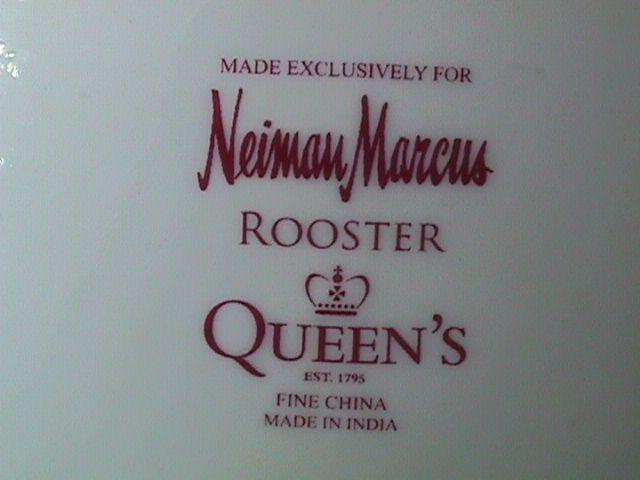 MADE EXCLUSIVELY FOR
Neiman Marcus
ROOSTER
QUEEN'S
EST. 1795
FINE CHINA
MADE IN INDIA